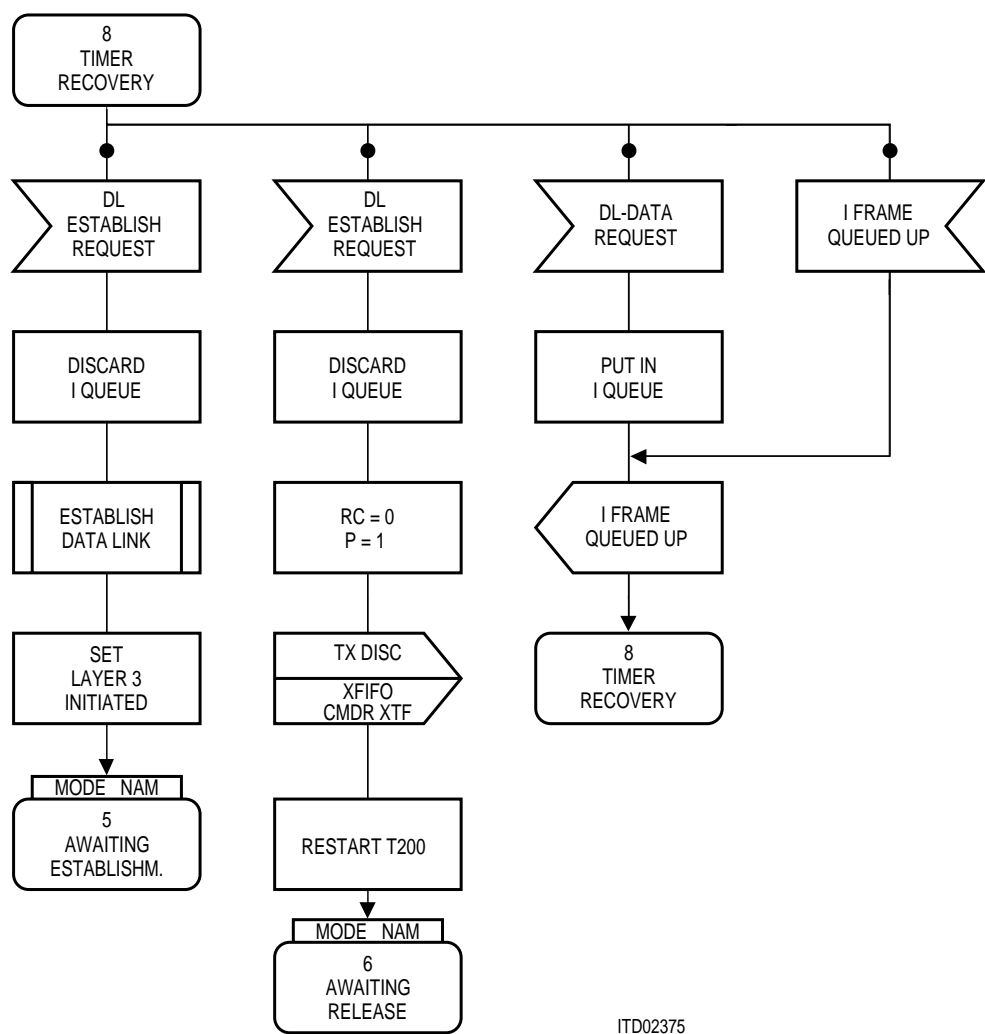 8
TIMER
RECOVERY
DL
ESTABLISH
REQUEST
DISCARD
I QUEUE
ESTABLISH
DATA LINK
SET
LAYER 3
INITIATED
MODE NAM
5
AWAITING
ESTABLISHM.
DL
ESTABLISH
REQUEST
DISCARD
I QUEUE
RC = 0
P = 1
TX DISC
XFIFO
CMDR XTF
RESTART T200
MODE NAM
6
AWAITING
RELEASE
DL-DATA
REQUEST
PUT IN
I QUEUE
I FRAME
QUEUED UP
8
TIMER
RECOVERY
I FRAME
QUEUED UP
ITD02375